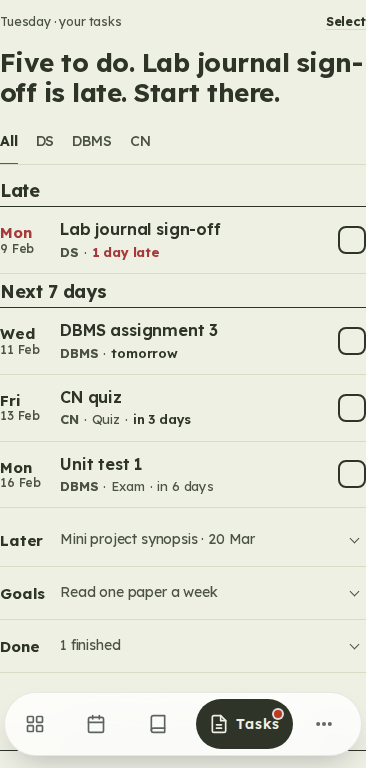 Tuesday · your tasks
Select
Five to do. Lab journal sign-
off is late. Start there.
All DS DBMS CN
Late
Mon
9 Feb
Lab journal sign-off
DS · 1 day late
Next 7 days
Wed
11 Feb
DBMS assignment 3
DBMS · tomorrow
Fri
13 Feb
CN quiz
CN · Quiz · in 3 days
Mon
16 Feb
Unit test 1
DBMS · Exam · in 6 days
Later Mini project synopsis · 20 Mar
Goals Read one paper a week
Done 1 finished
Tasks